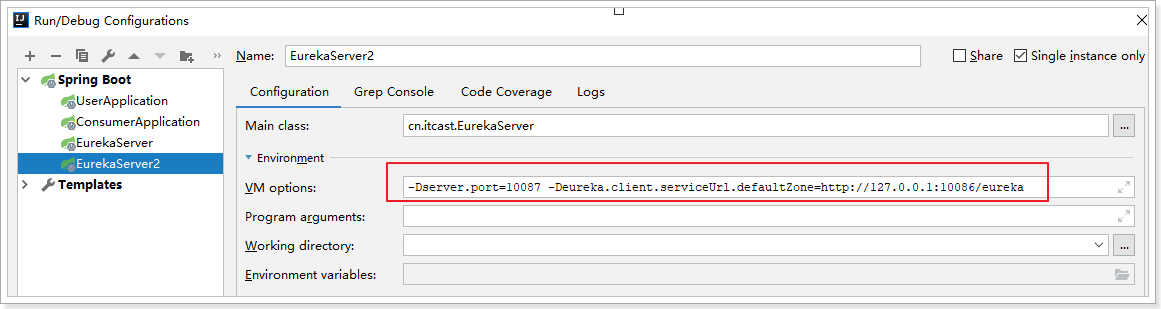 Run/Debug Configurations
Name: EurekaServer2
Share
Single instance only
Spring Boot
UserApplication
ConsumerApplication
EurekaServer
EurekaServer2
Templates
Configuration Grep Console Code Coverage Logs
Main class: cn.itcast.EurekaServer ...
Environment
VM options: -Dserver.port=10087 -Deureka.client.serviceUrl.defaultZone=http://127.0.0.1:10086/eureka
Program arguments:
Working directory: ...
Environment variables: